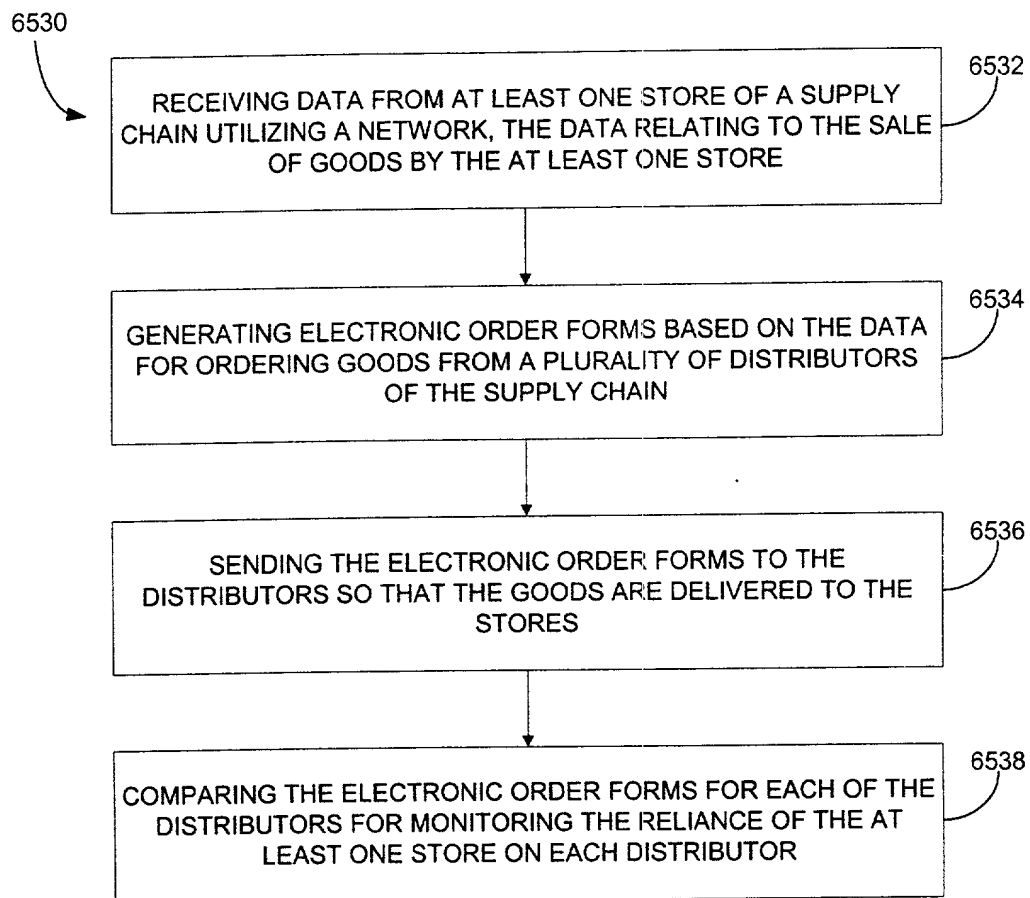 6530
6532
RECEIVING DATA FROM AT LEAST ONE STORE OF A SUPPLY
CHAIN UTILIZING A NETWORK, THE DATA RELATING TO THE SALE
OF GOODS BY THE AT LEAST ONE STORE
6534
GENERATING ELECTRONIC ORDER FORMS BASED ON THE DATA
FOR ORDERING GOODS FROM A PLURALITY OF DISTRIBUTORS
OF THE SUPPLY CHAIN
6536
SENDING THE ELECTRONIC ORDER FORMS TO THE
DISTRIBUTORS SO THAT THE GOODS ARE DELIVERED TO THE
STORES
6538
COMPARING THE ELECTRONIC ORDER FORMS FOR EACH OF THE
DISTRIBUTORS FOR MONITORING THE RELIANCE OF THE AT
LEAST ONE STORE ON EACH DISTRIBUTOR